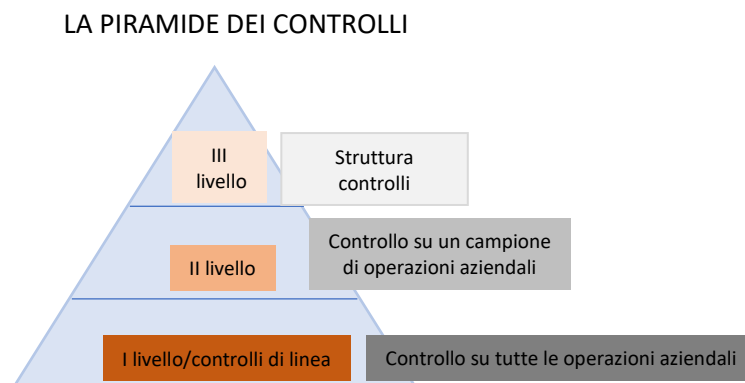 LA PIRAMIDE DEI CONTROLLI
III
livello
Struttura
controlli
II livello
Controllo su un campione
di operazioni aziendali
I livello/controlli di linea
Controllo su tutte le operazioni aziendali